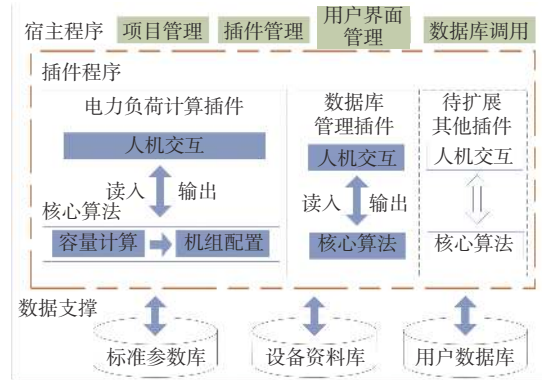 宿主程序 项目管理 插件管理 用户界面 数据库调用
管理
插件程序
电力负荷计算插件 数据库 待扩展
管理插件 其他插件
人机交互 人机交互 人机交互
读入 输出 读入 输出
核心算法
容量计算 机组配置 核心算法 核心算法
数据支撑
标准参数库 设备资料库 用户数据库